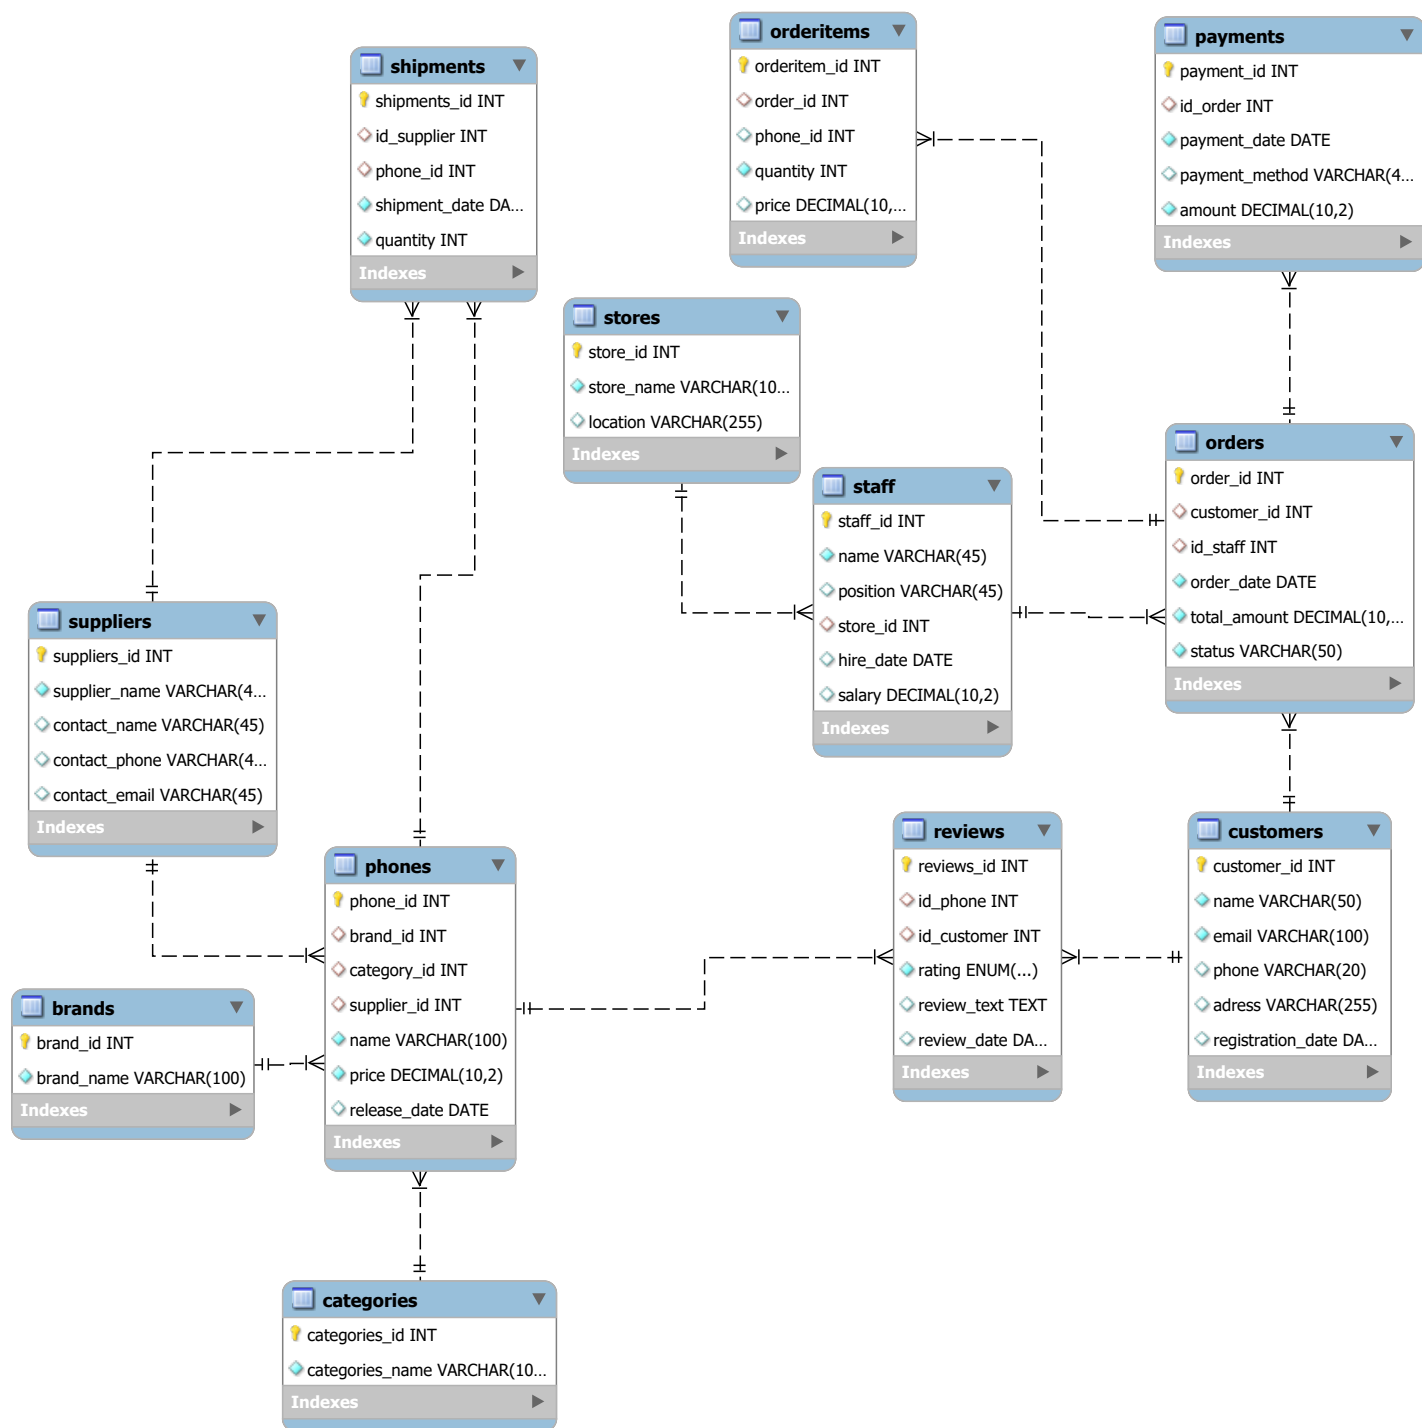 shipments
shipments_id INT
id_supplier INT
phone_id INT
shipment_date DA...
quantity INT
Indexes
orderitems
orderitem_id INT
order_id INT
phone_id INT
quantity INT
price DECIMAL(10,...
Indexes
payments
payment_id INT
id_order INT
payment_date DATE
payment_method VARCHAR(4...
amount DECIMAL(10,2)
Indexes
stores
store_id INT
store_name VARCHAR(10...
location VARCHAR(255)
Indexes
staff
staff_id INT
name VARCHAR(45)
position VARCHAR(45)
store_id INT
hire_date DATE
salary DECIMAL(10,2)
Indexes
orders
order_id INT
customer_id INT
id_staff INT
order_date DATE
total_amount DECIMAL(10,...
status VARCHAR(50)
Indexes
suppliers
suppliers_id INT
supplier_name VARCHAR(4...
contact_name VARCHAR(45)
contact_phone VARCHAR(4...
contact_email VARCHAR(45)
Indexes
phones
phone_id INT
brand_id INT
category_id INT
supplier_id INT
name VARCHAR(100)
price DECIMAL(10,2)
release_date DATE
Indexes
reviews
reviews_id INT
id_phone INT
id_customer INT
rating ENUM(...)
review_text TEXT
review_date DA...
Indexes
customers
customer_id INT
name VARCHAR(50)
email VARCHAR(100)
phone VARCHAR(20)
adress VARCHAR(255)
registration_date DA...
Indexes
brands
brand_id INT
brand_name VARCHAR(100)
Indexes
categories
categories_id INT
categories_name VARCHAR(10...
Indexes